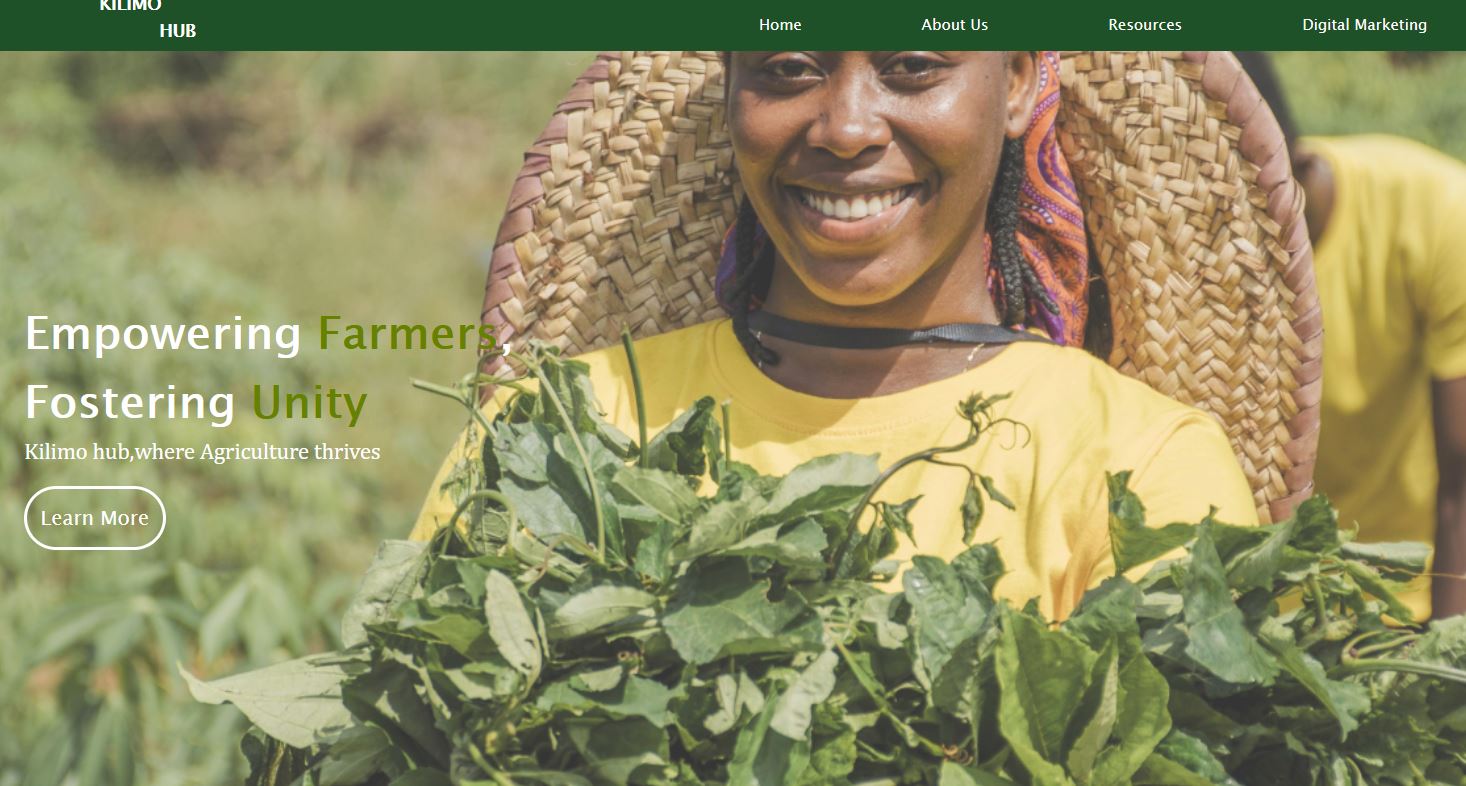 KILIMO
HUB
Home About Us Resources Digital Marketing
Empowering Farmers,
Fostering Unity
Kilimo hub,where Agriculture thrives
Learn More